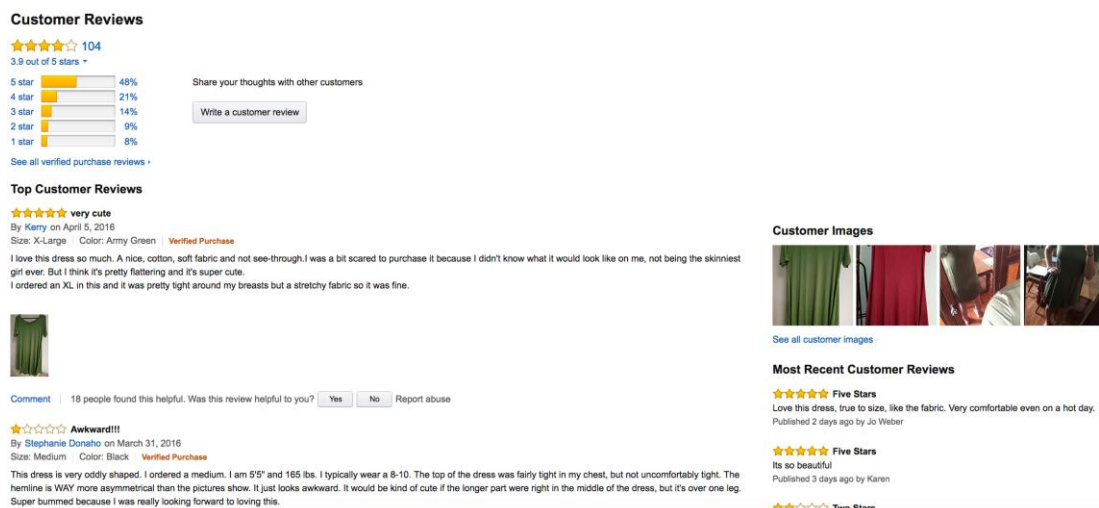 Customer Reviews
104
3.9 out of 5 stars
5 star 48%
4 star 21%
3 star 14%
2 star 9%
1 star 8%
Share your thoughts with other customers
Write a customer review
See all verified purchase reviews ›
Top Customer Reviews
very cute
By Kerry on April 5, 2016
Size: X-Large | Color: Army Green | Verified Purchase
I love this dress so much. A nice, cotton, soft fabric and not see-through.I was a bit scared to purchase it because I didn't know what it would look like on me, not being the skinniest
girl ever. But I think it's pretty flattering and it's super cute.
I ordered an XL in this and it was pretty tight around my breasts but a stretchy fabric so it was fine.
Comment | 18 people found this helpful. Was this review helpful to you? Yes No Report abuse
Awkward!!!
By Stephanie Donaho on March 31, 2016
Size: Medium | Color: Black | Verified Purchase
This dress is very oddly shaped. I ordered a medium. I am 5'5" and 165 lbs. I typically wear a 8-10. The top of the dress was fairly tight in my chest, but not uncomfortably tight. The
hemline is WAY more asymmetrical than the pictures show. It just looks awkward. It would be kind of cute if the longer part were right in the middle of the dress, but it's over one leg.
Super bummed because I was really looking forward to loving this.
Customer Images
See all customer images
Most Recent Customer Reviews
Five Stars
Love this dress, true to size, like the fabric. Very comfortable even on a hot day.
Published 2 days ago by Jo Weber
Five Stars
Its so beautiful
Published 3 days ago by Karen
Two Stars